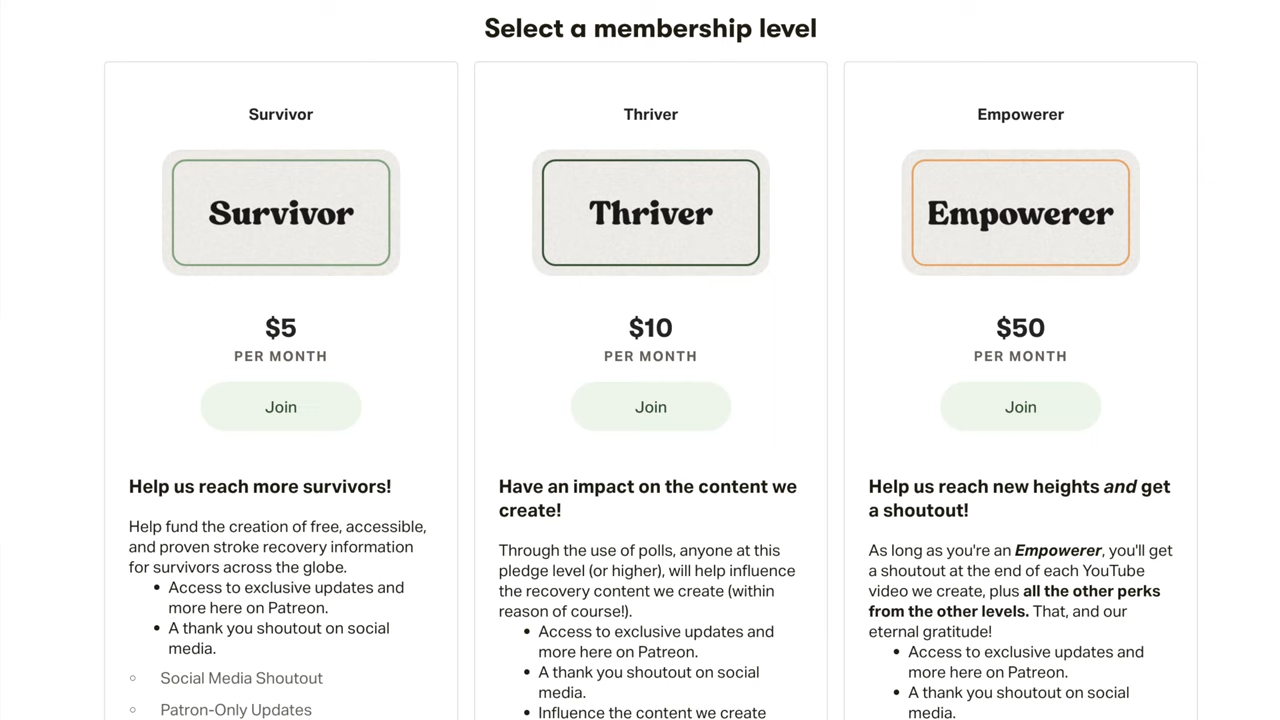 Select a membership level
Survivor
Survivor
$5
PER MONTH
Join
Help us reach more survivors!
Help fund the creation of free, accessible,
and proven stroke recovery information
for survivors across the globe.
• Access to exclusive updates and
more here on Patreon.
• A thank you shoutout on social
media.
○ Social Media Shoutout
○ Patron-Only Updates
Thriver
Thriver
$10
PER MONTH
Join
Have an impact on the content we
create!
Through the use of polls, anyone at this
pledge level (or higher), will help influence
the recovery content we create (within
reason of course!).
• Access to exclusive updates and
more here on Patreon.
• A thank you shoutout on social
media.
• Influence the content we create
Empowerer
Empowerer
$50
PER MONTH
Join
Help us reach new heights and get
a shoutout!
As long as you're an Empowerer, you'll get
a shoutout at the end of each YouTube
video we create, plus all the other perks
from the other levels. That, and our
eternal gratitude!
• Access to exclusive updates and
more here on Patreon.
• A thank you shoutout on social
media.